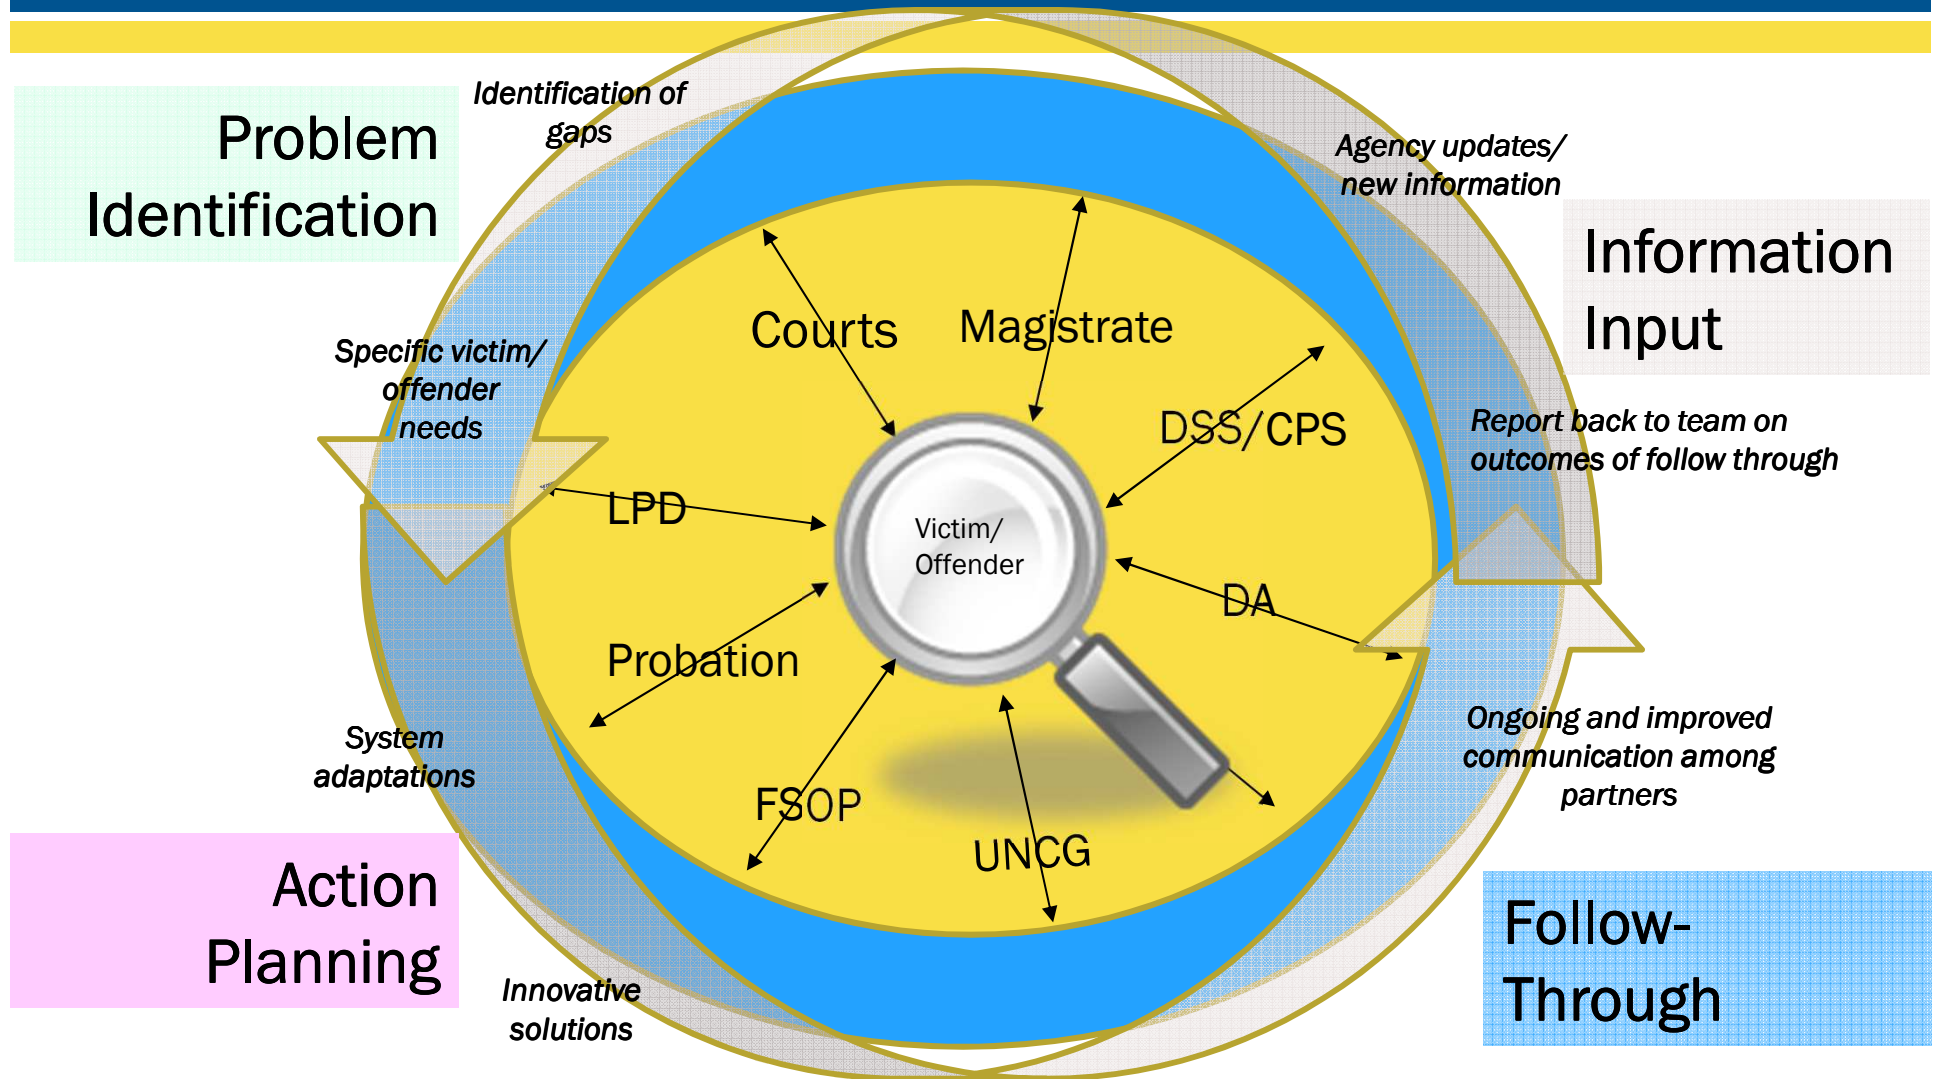 Problem
Identification
Identification of
gaps
Agency updates/
new information
Information
Input
Specific victim/
offender
needs
Report back to team on
outcomes of follow through
Courts
Magistrate
DSS/CPS
LPD
Victim/
Offender
DA
Probation
FSOP
UNCG
System
adaptations
Ongoing and improved
communication among
partners
Action
Planning
Innovative
solutions
Follow-
Through